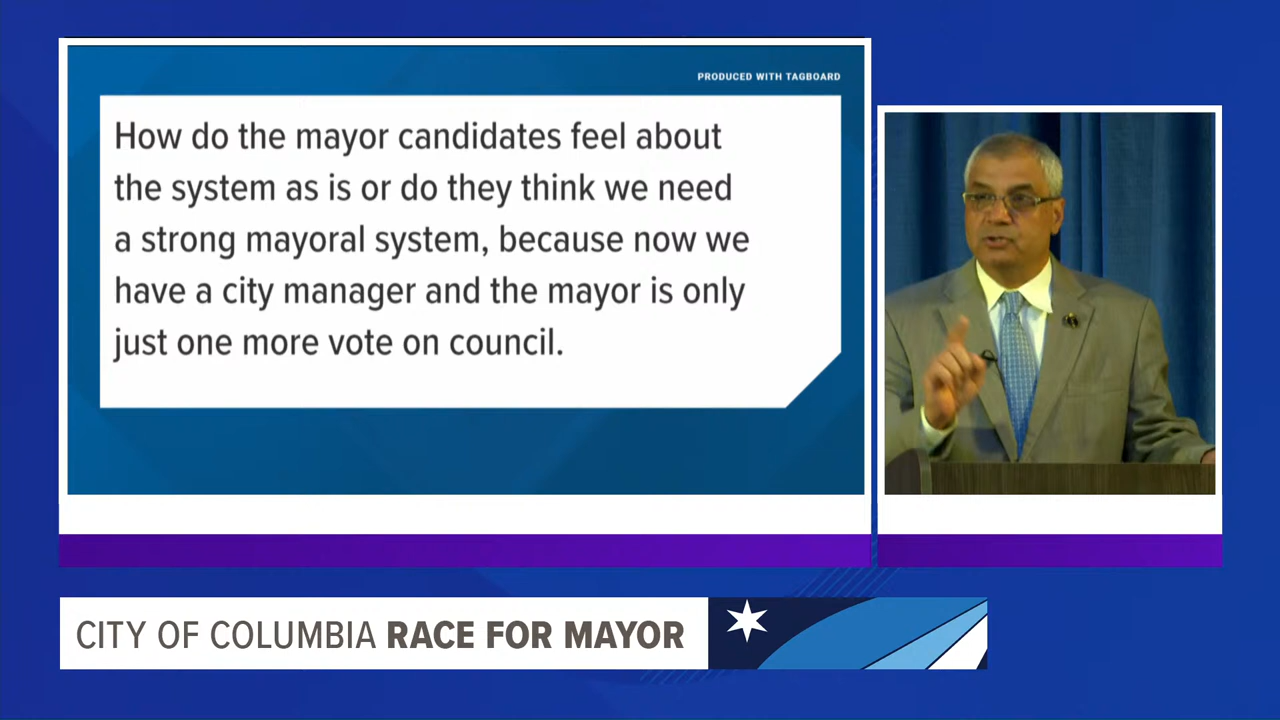 PRODUCED WITH TAGBOARD
How do the mayor candidates feel about
the system as is or do they think we need
a strong mayoral system, because now we
have a city manager and the mayor is only
just one more vote on council.
CITY OF COLUMBIA RACE FOR MAYOR